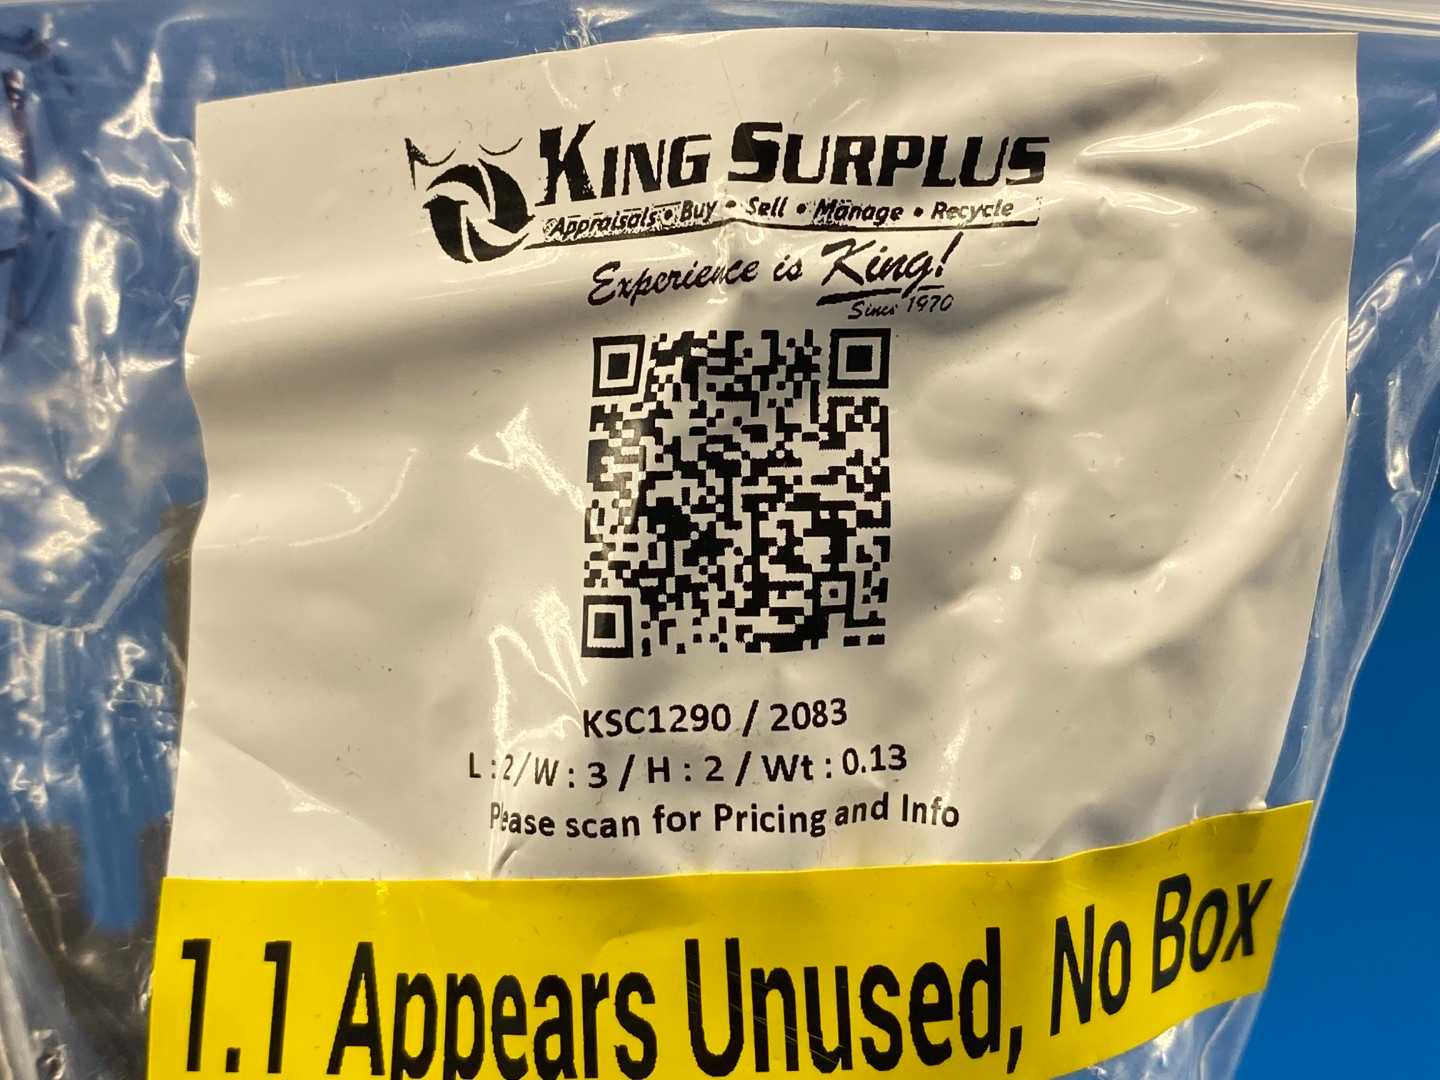 KING SURPLUS
Appraisals • Buy • Sell • Manage • Recycle
Experience is King!
Since 1970
KSC1290 / 2083
L : 2 / W : 3 / H : 2 / Wt : 0.13
Please scan for Pricing and Info
1.1 Appears Unused, No Box